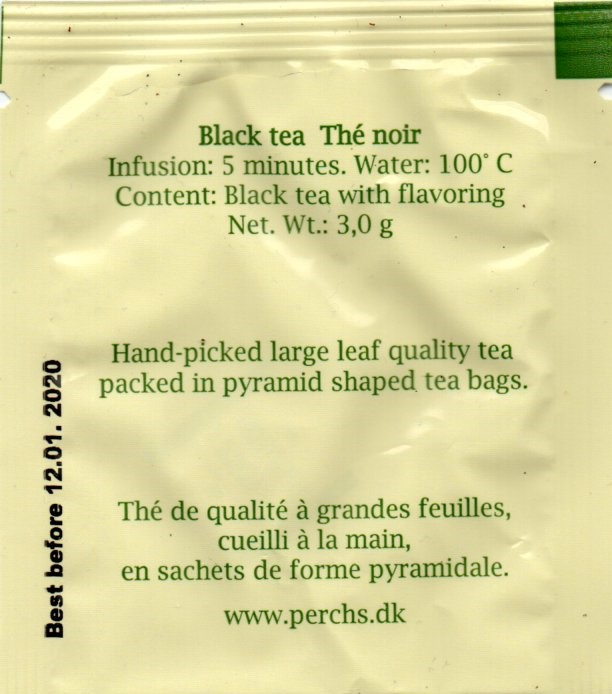 Black tea  Thé noir
Infusion: 5 minutes. Water: 100° C
Content: Black tea with flavoring
Net. Wt.: 3,0 g
Hand-picked large leaf quality tea
packed in pyramid shaped tea bags.
Thé de qualité à grandes feuilles,
cueilli à la main,
en sachets de forme pyramidale.
www.perchs.dk
Best before 12.01. 2020